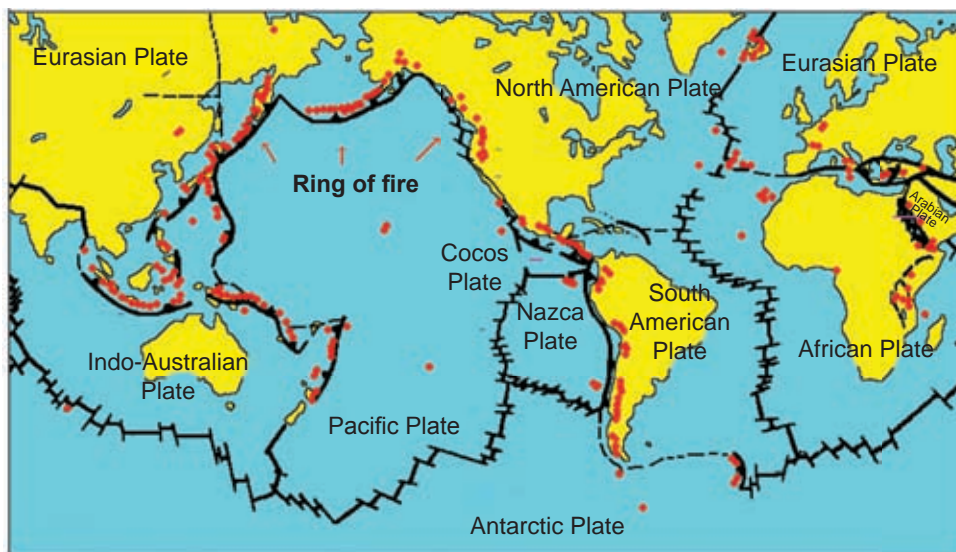 Eurasian Plate
North American Plate
Eurasian Plate
Ring of fire
Arabian
Plate
Cocos
Plate
Nazca
Plate
South
American
Plate
African Plate
Indo-Australian
Plate
Pacific Plate
Antarctic Plate